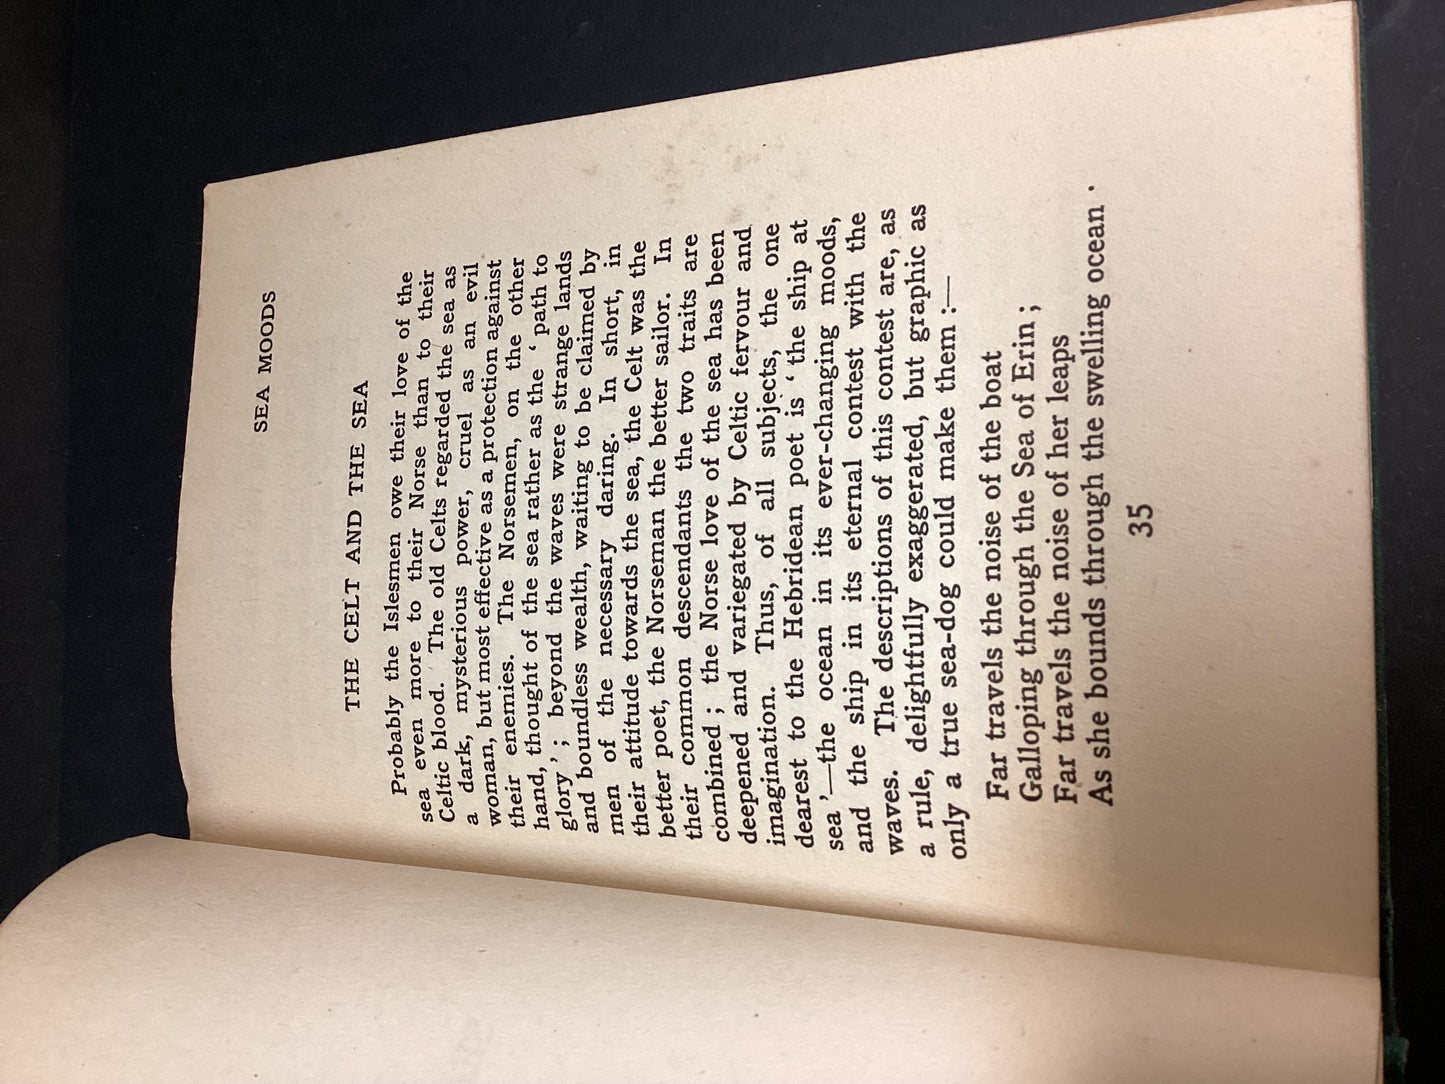 SEA MOODS
THE CELT AND THE SEA
Probably the Islesmen owe their love of the
sea even more to their Norse than to their
Celtic blood. The old Celts regarded the sea as
a dark, mysterious power, cruel as an evil
woman, but most effective as a protection against
their enemies. The Norsemen, on the other
hand, thought of the sea rather as the ‘ path to
glory ’ ; beyond the waves were strange lands
and boundless wealth, waiting to be claimed by
men of the necessary daring. In short, in
their attitude towards the sea, the Celt was the
better poet, the Norseman the better sailor. In
their common descendants the two traits are
combined ; the Norse love of the sea has been
deepened and variegated by Celtic fervour and
imagination. Thus, of all subjects, the one
dearest to the Hebridean poet is ‘ the ship at
sea ’—the ocean in its ever-changing moods,
and the ship in its eternal contest with the
waves. The descriptions of this contest are, as
a rule, delightfully exaggerated, but graphic as
only a true sea-dog could make them :—
Far travels the noise of the boat
Galloping through the Sea of Erin ;
Far travels the noise of her leaps
As she bounds through the swelling ocean ·
35